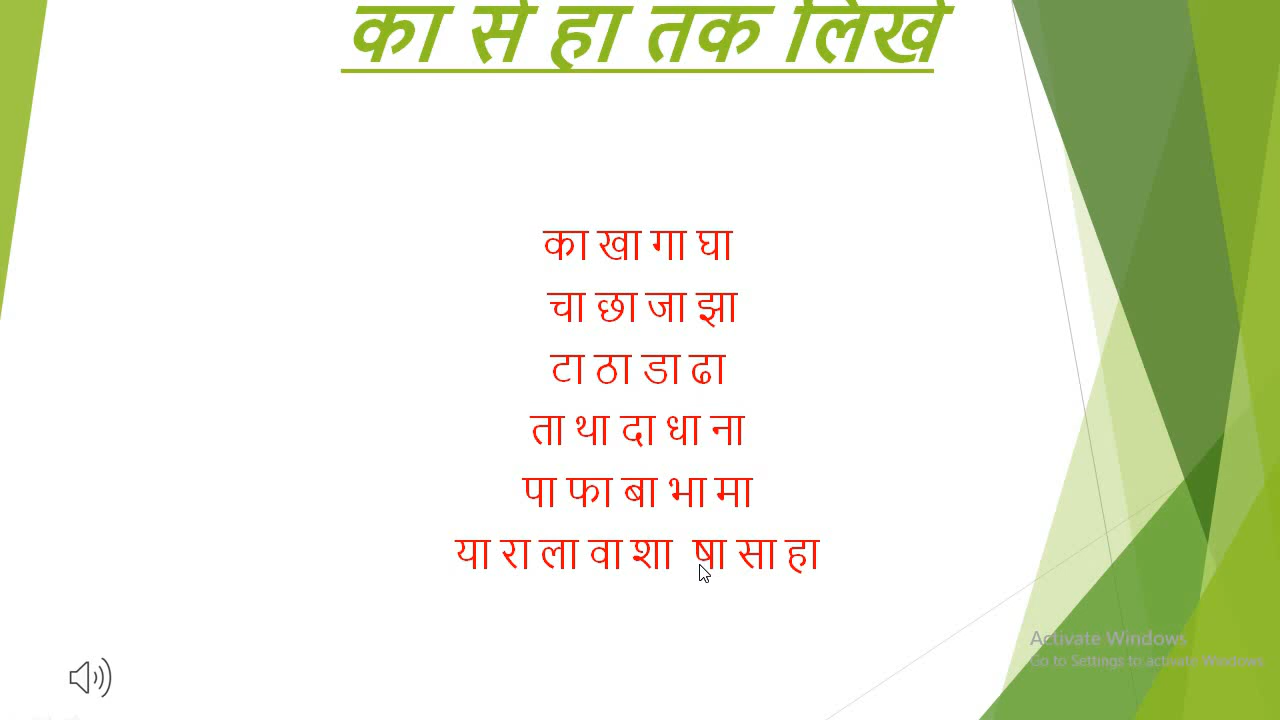 का से हा तक लिखे
का खा गा घा
चा छा जा झा
टा ठा डा ढा
ता था दा धा ना
पा फा बा भा मा
या रा ला वा शा षा सा हा
Activate Windows
Go to Settings to activate Windows